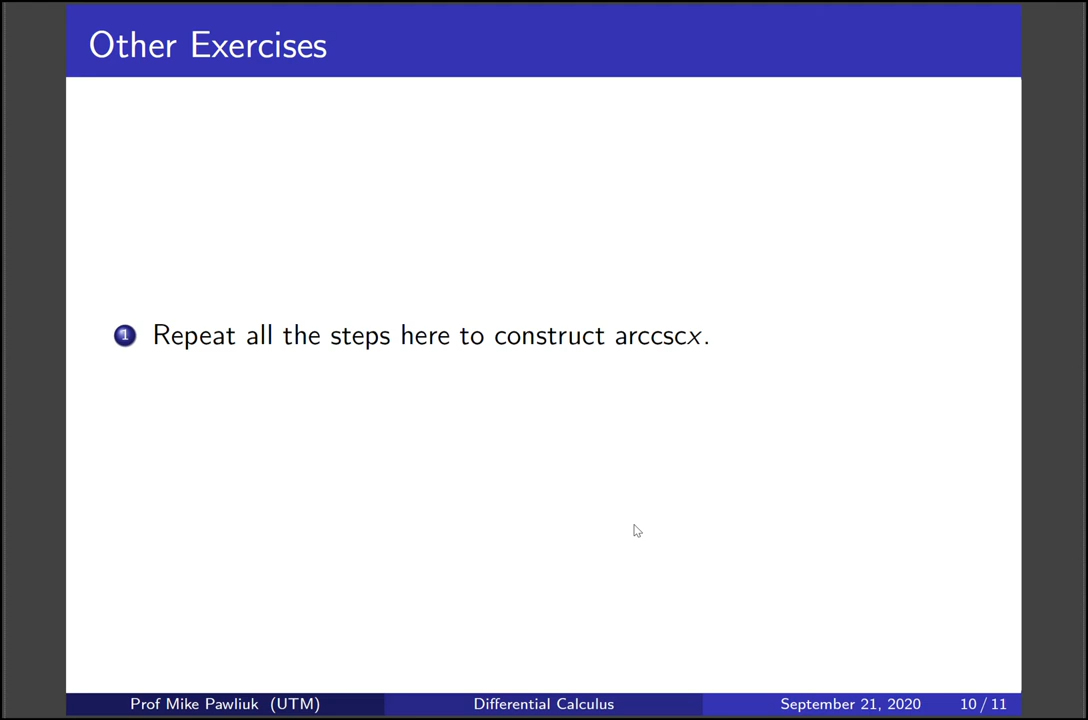 Other Exercises
1 Repeat all the steps here to construct arccscx.
Prof Mike Pawliuk (UTM) Differential Calculus September 21, 2020 10 / 11